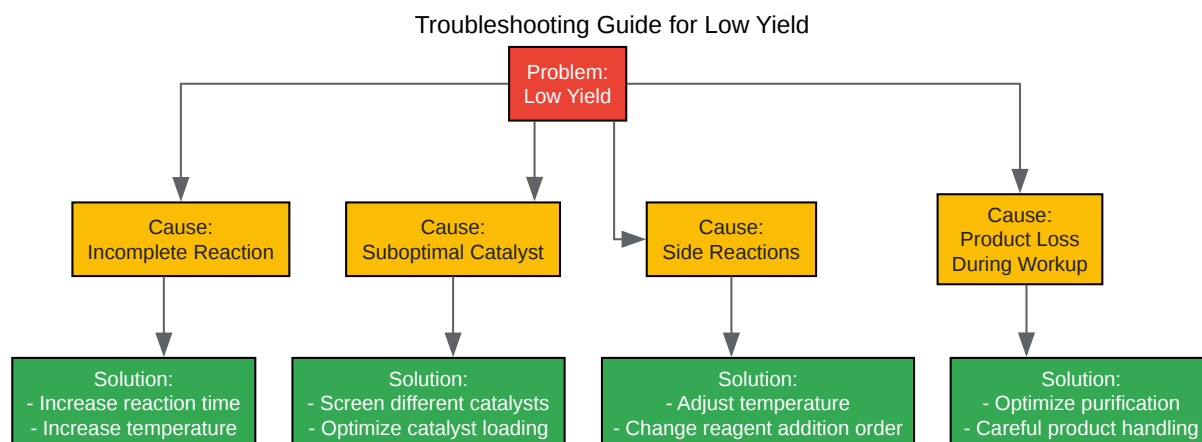 Troubleshooting Guide for Low Yield
Problem:
Low Yield
Cause:
Incomplete Reaction
Cause:
Suboptimal Catalyst
Cause:
Side Reactions
Cause:
Product Loss
During Workup
Solution:
- Increase reaction time
- Increase temperature
Solution:
- Screen different catalysts
- Optimize catalyst loading
Solution:
- Adjust temperature
- Change reagent addition order
Solution:
- Optimize purification
- Careful product handling